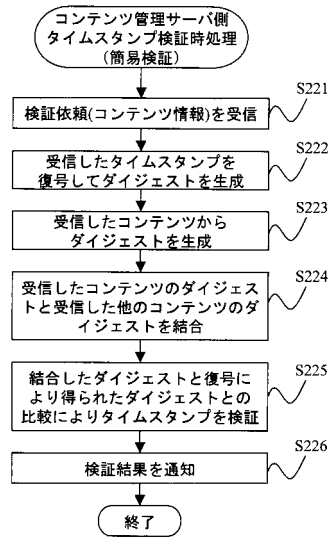 コンテンツ管理サーバ側
タイムスタンプ検証時処理
(簡易検証)
S221
検証依頼(コンテンツ情報)を受信
S222
受信したタイムスタンプを
復号してダイジェストを生成
S223
受信したコンテンツから
ダイジェストを生成
S224
受信したコンテンツのダイジェス
トと受信した他のコンテンツのダ
イジェストを結合
S225
結合したダイジェストと復号に
より得られたダイジェストとの
比較によりタイムスタンプを検証
S226
検証結果を通知
終了